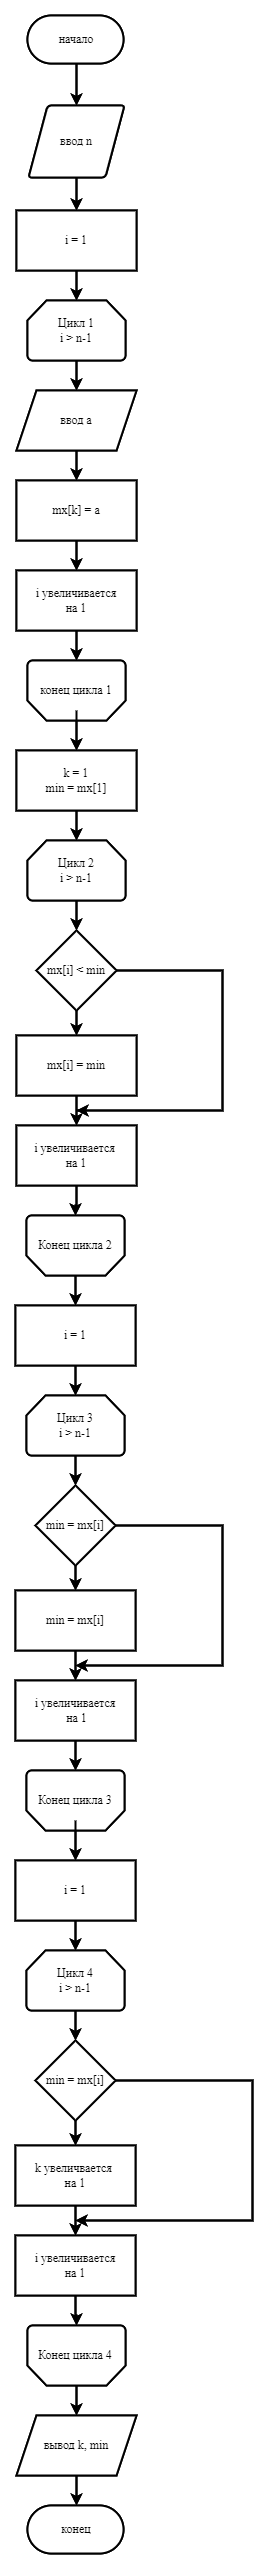 начало
ввод n
i = 1
Цикл 1
i > n-1
ввод a
mx[k] = a
i увеличивается
на 1
конец цикла 1
k = 1
min = mx[1]
Цикл 2
i > n-1
mx[i] < min
mx[i] = min
i увеличивается
на 1
Конец цикла 2
i = 1
Цикл 3
i > n-1
min = mx[i]
min = mx[i]
i увеличивается
на 1
Конец цикла 3
i = 1
Цикл 4
i > n-1
min = mx[i]
k увеличвается
на 1
i увеличивается
на 1
Конец цикла 4
вывод k, min
конец